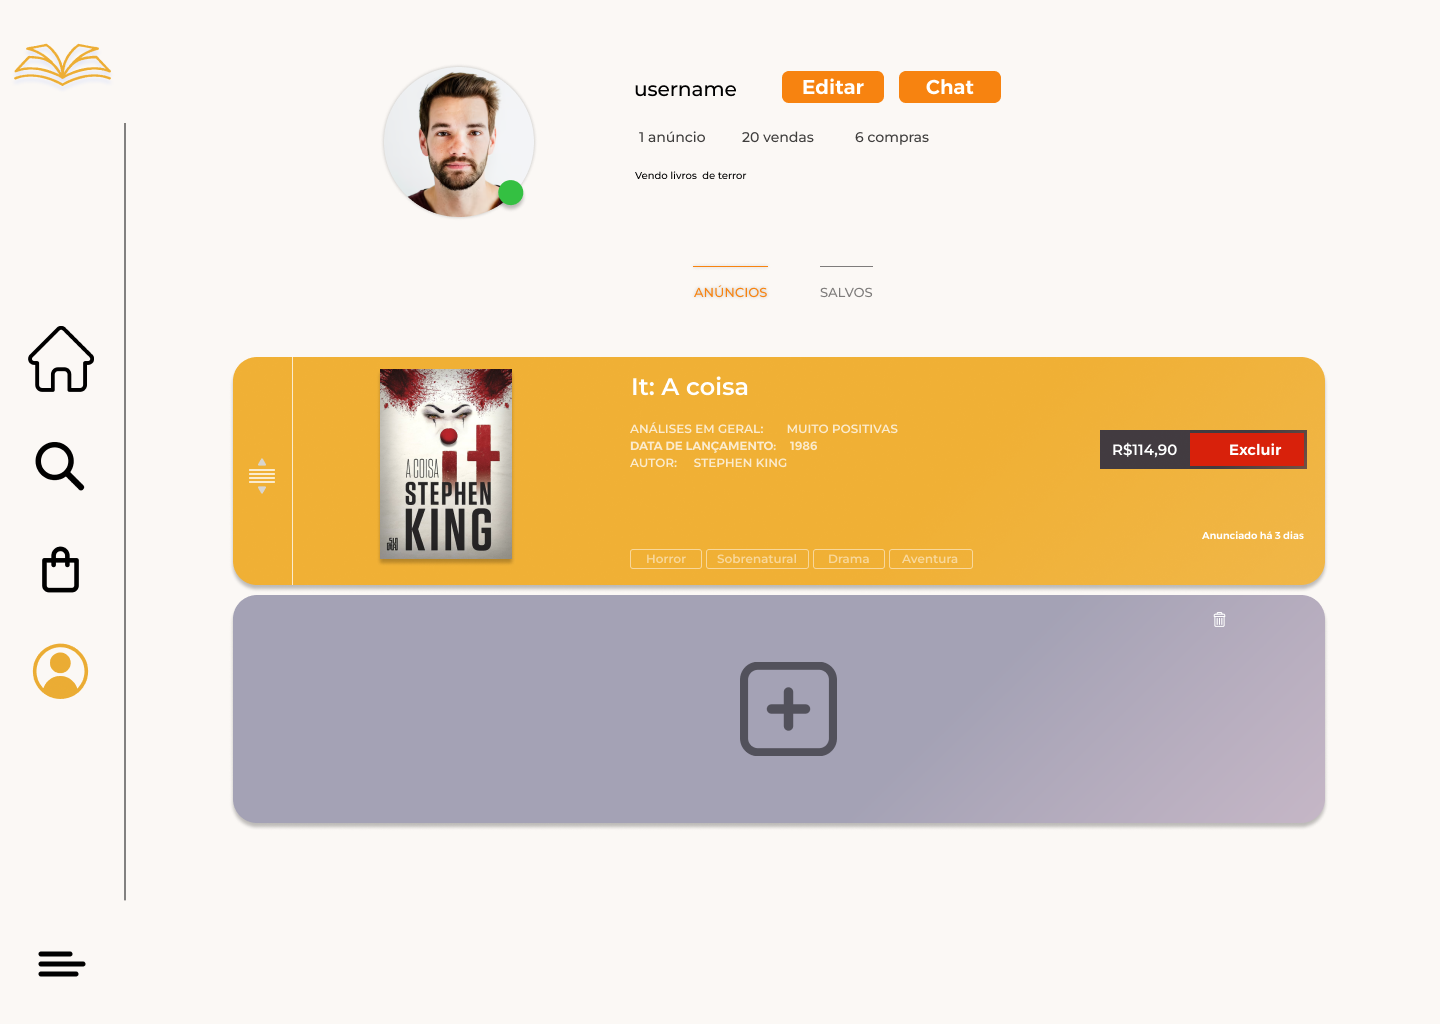 username
Editar
Chat
1 anúncio
20 vendas
6 compras
Vendo livros  de terror
ANÚNCIOS
SALVOS
It: A coisa
ANÁLISES EM GERAL: MUITO POSITIVAS
DATA DE LANÇAMENTO: 1986
AUTOR: STEPHEN KING
R$114,90
Excluir
Anunciado há 3 dias
Horror
Sobrenatural
Drama
Aventura
it
A COISA
STEPHEN
KING